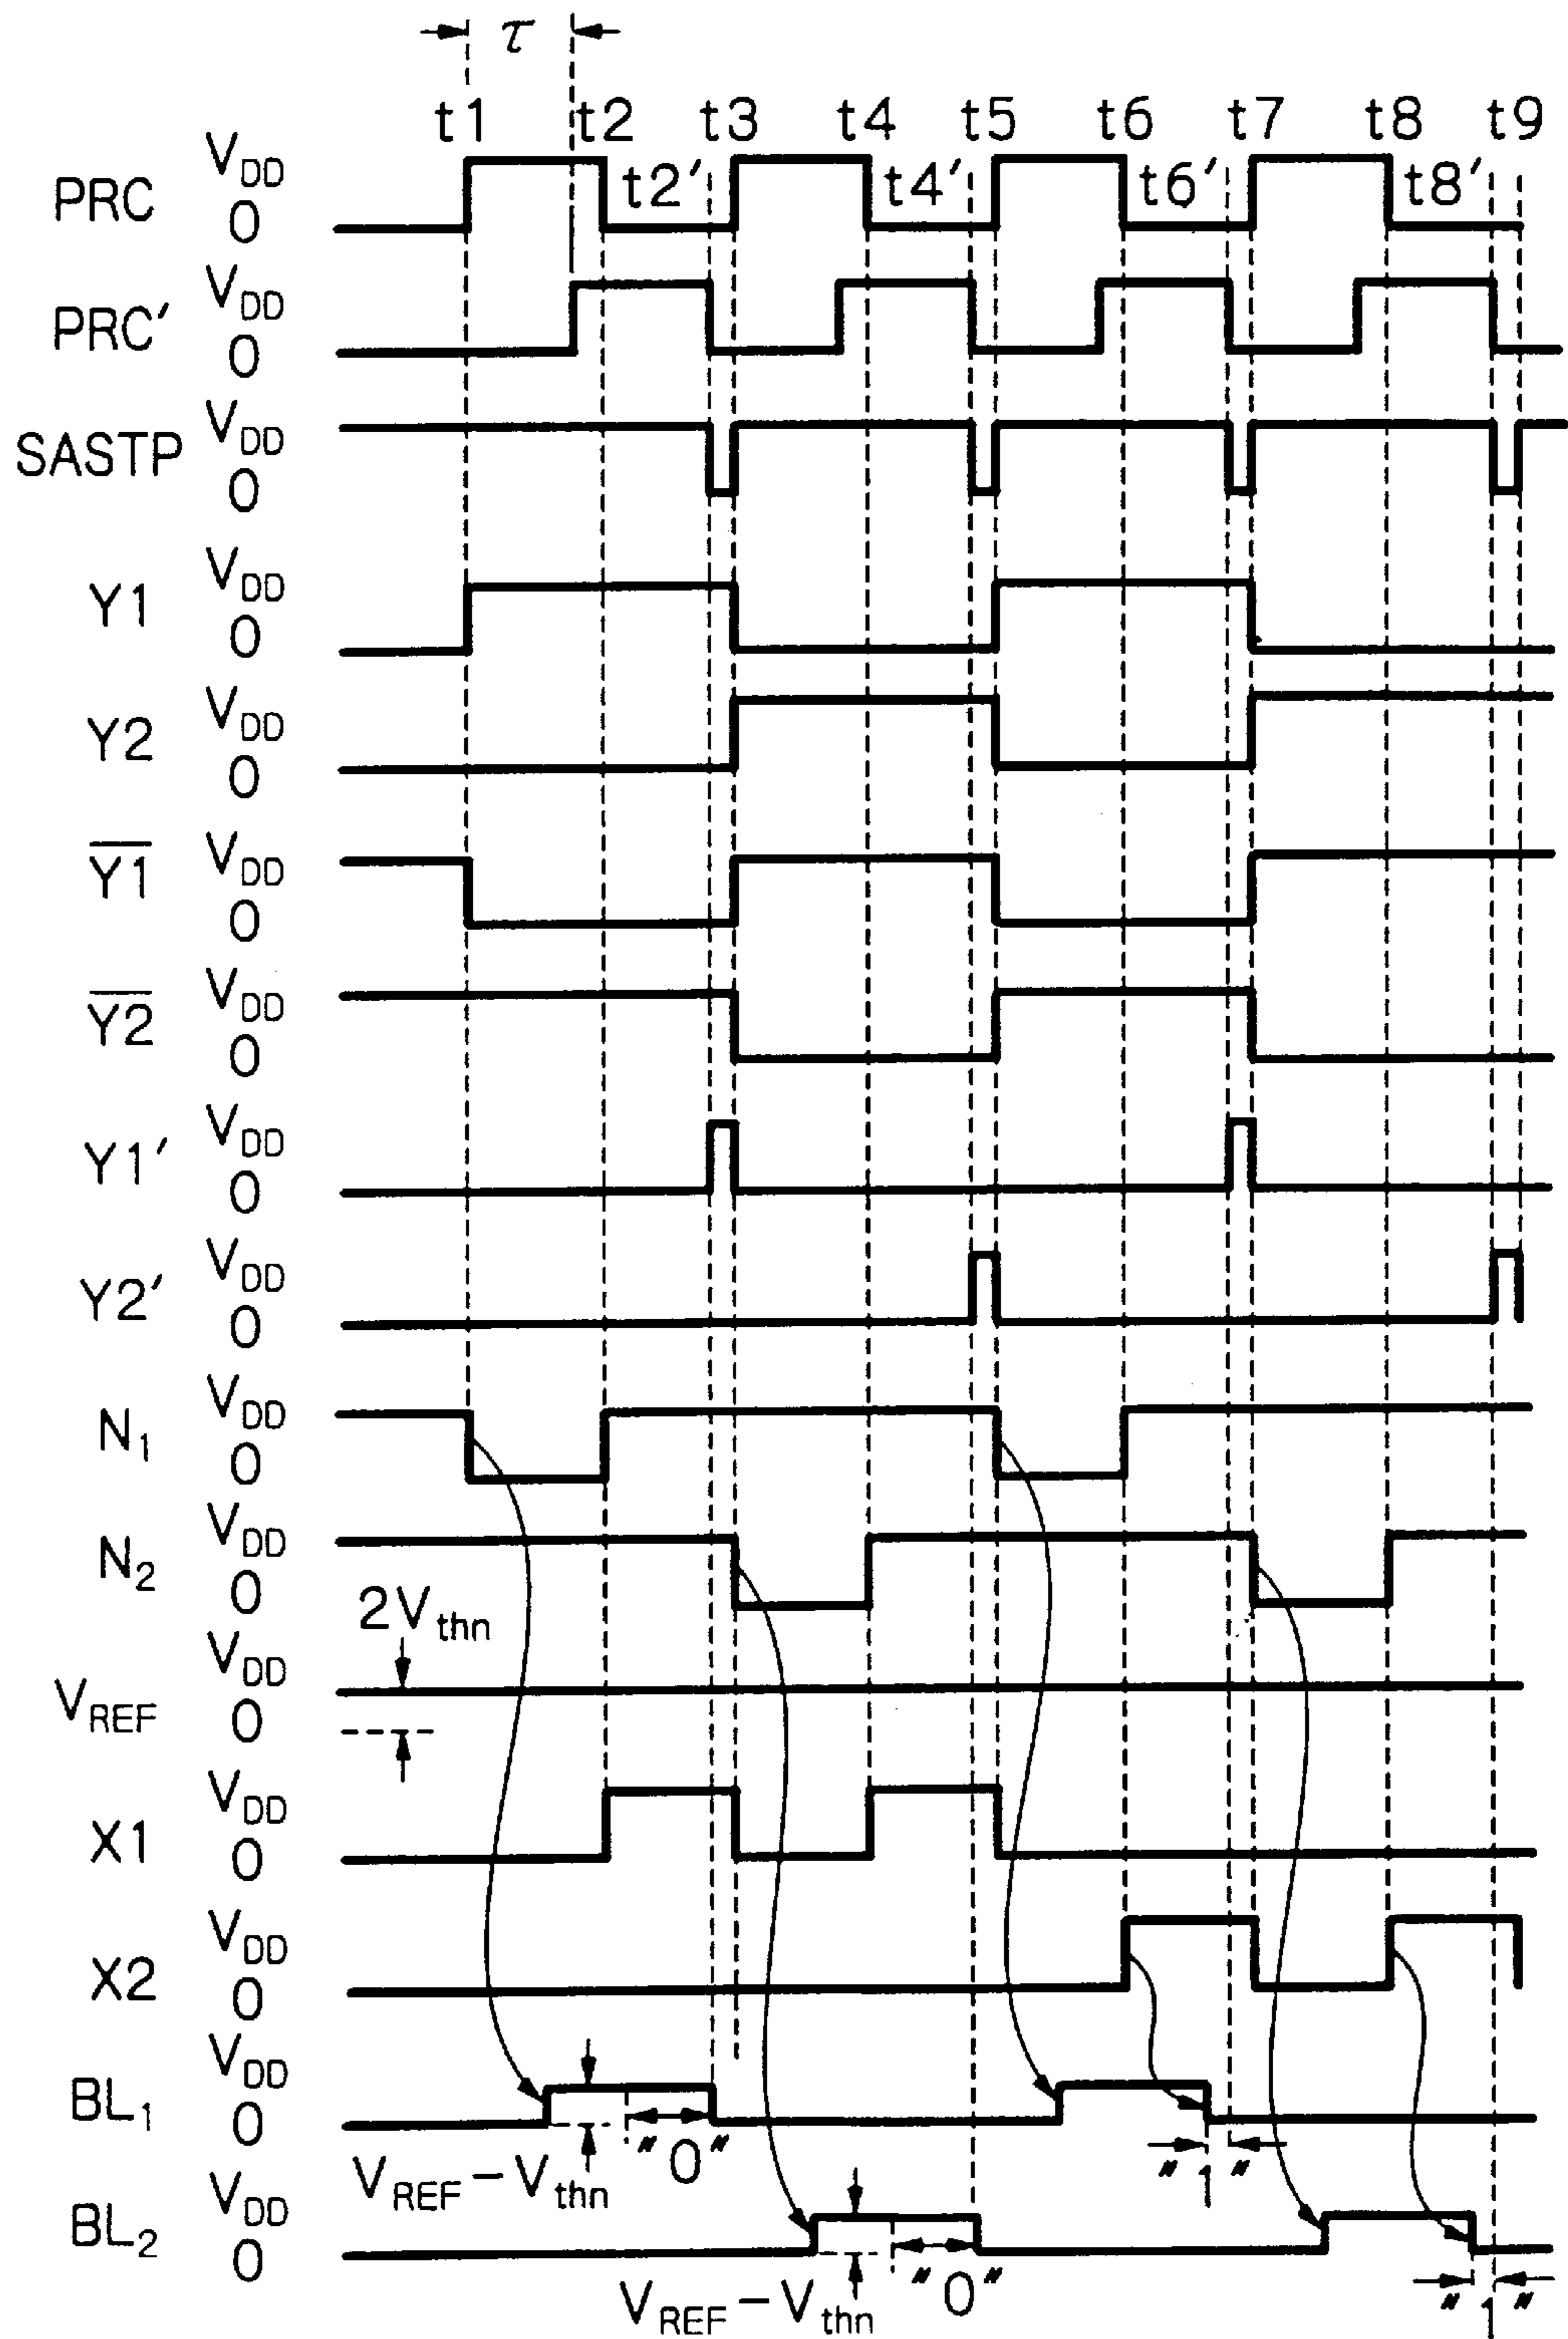 τ
t1 t2 t3 t4 t5 t6 t7 t8 t9
t2′ t4′ t6′ t8′
PRC V_DD 0
PRC′ V_DD 0
SASTP V_DD 0
Y1 V_DD 0
Y2 V_DD 0
Y1̅ V_DD 0
Y2̅ V_DD 0
Y1′ V_DD 0
Y2′ V_DD 0
N₁ V_DD 0
N₂ V_DD 0
2V_thn
V_REF V_DD 0
X1 V_DD 0
X2 V_DD 0
BL₁ V_DD 0
V_REF − V_thn "0" "1"
BL₂ V_DD 0
V_REF − V_thn "0" "1"